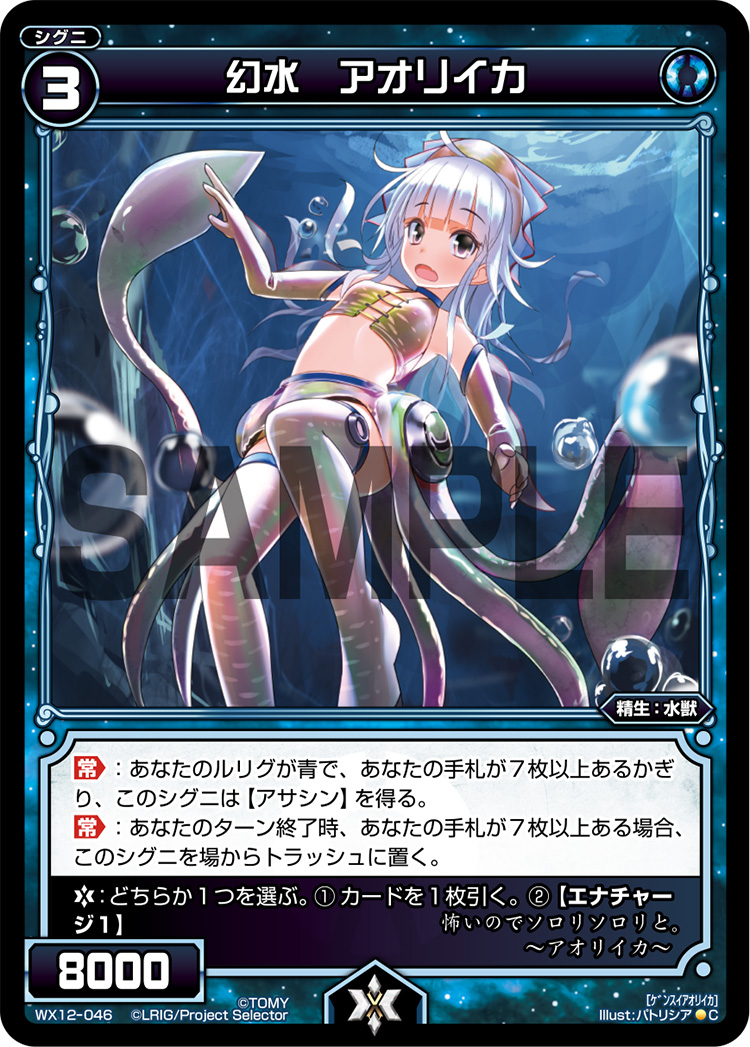 シグニ
3
幻水 アオリイカ
SAMPLE
精生：水獣
常：あなたのルリグが青で、あなたの手札が７枚以上あるかぎ
り、このシグニは【アサシン】を得る。
常：あなたのターン終了時、あなたの手札が７枚以上ある場合、
このシグニを場からトラッシュに置く。
：どちらか１つを選ぶ。①カードを１枚引く。②【エナチャー
ジ１】
怖いのでソロリソロリと。
～アオリイカ～
8000
©TOMY
[ｹﾞﾝｽｲｱｵﾘｲｶ]
WX12-046 ©LRIG/Project Selector
Illust:パトリシア C